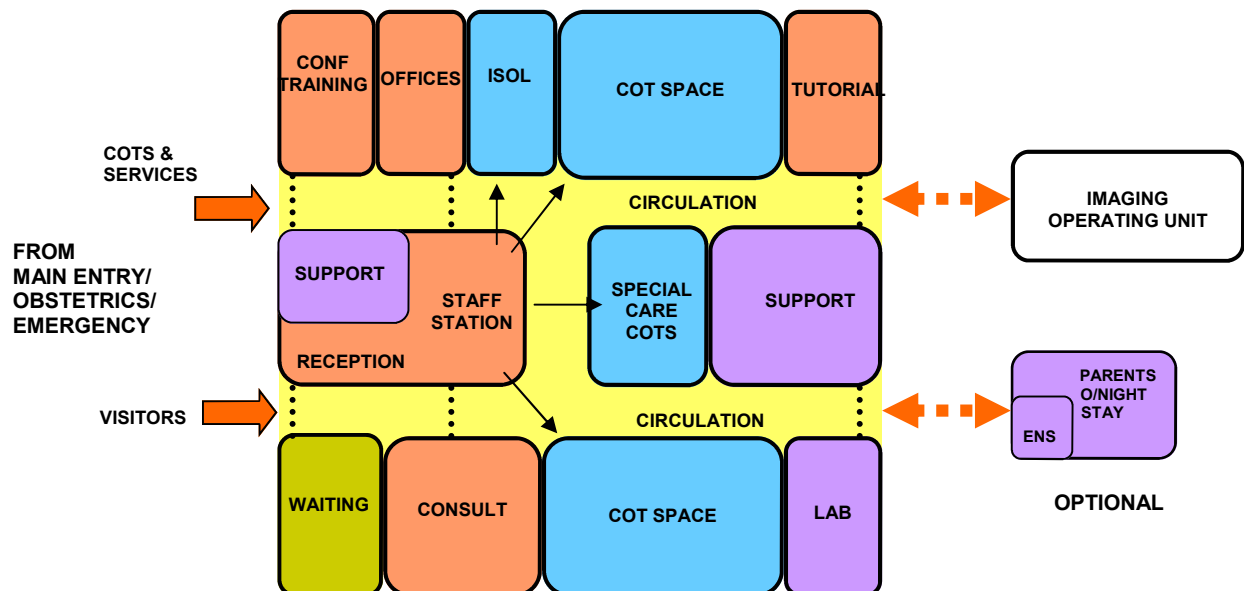 CONF
TRAINING
OFFICES
ISOL
COT SPACE
TUTORIAL
COTS &
SERVICES
CIRCULATION
IMAGING
OPERATING UNIT
FROM
MAIN ENTRY/
OBSTETRICS/
EMERGENCY
SUPPORT
STAFF
STATION
RECEPTION
SPECIAL
CARE
COTS
SUPPORT
VISITORS
CIRCULATION
PARENTS
O/NIGHT
STAY
ENS
OPTIONAL
WAITING
CONSULT
COT SPACE
LAB